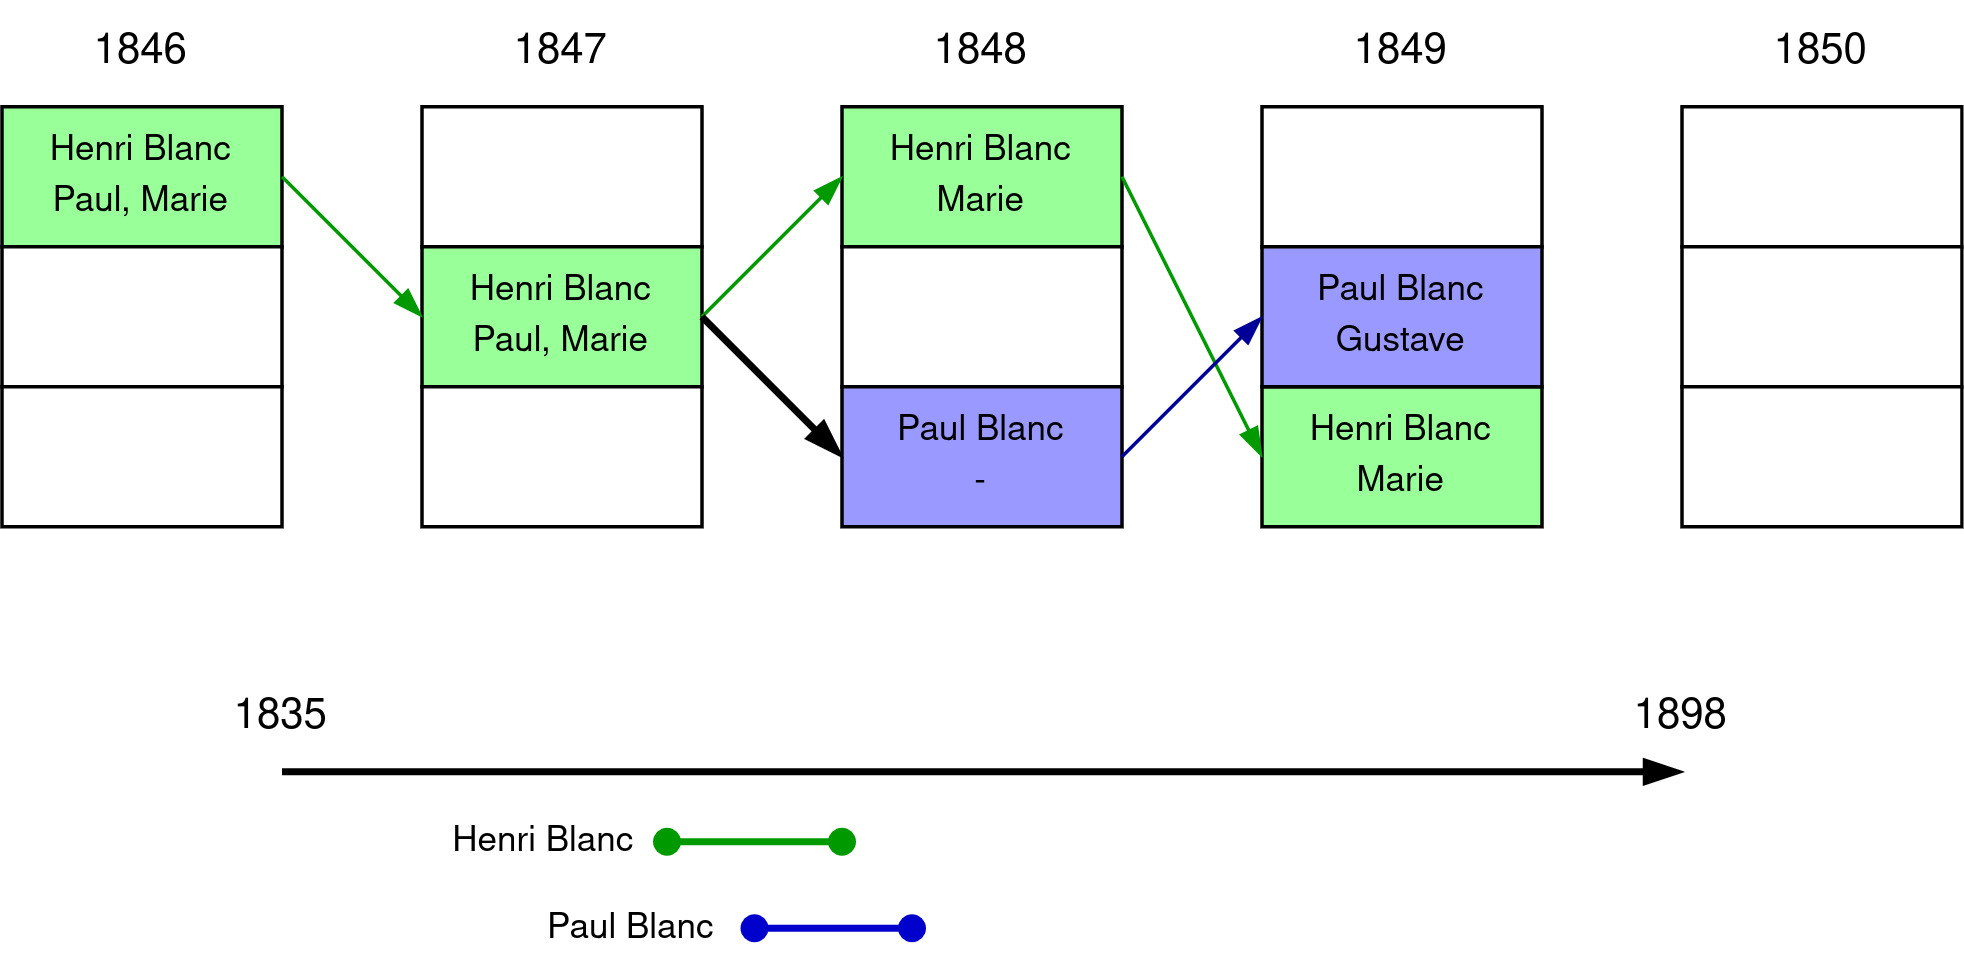 1846
1847
1848
1849
1850
Henri Blanc
Paul, Marie
Henri Blanc
Paul, Marie
Henri Blanc
Marie
Paul Blanc
-
Paul Blanc
Gustave
Henri Blanc
Marie
1835
1898
Henri Blanc
Paul Blanc